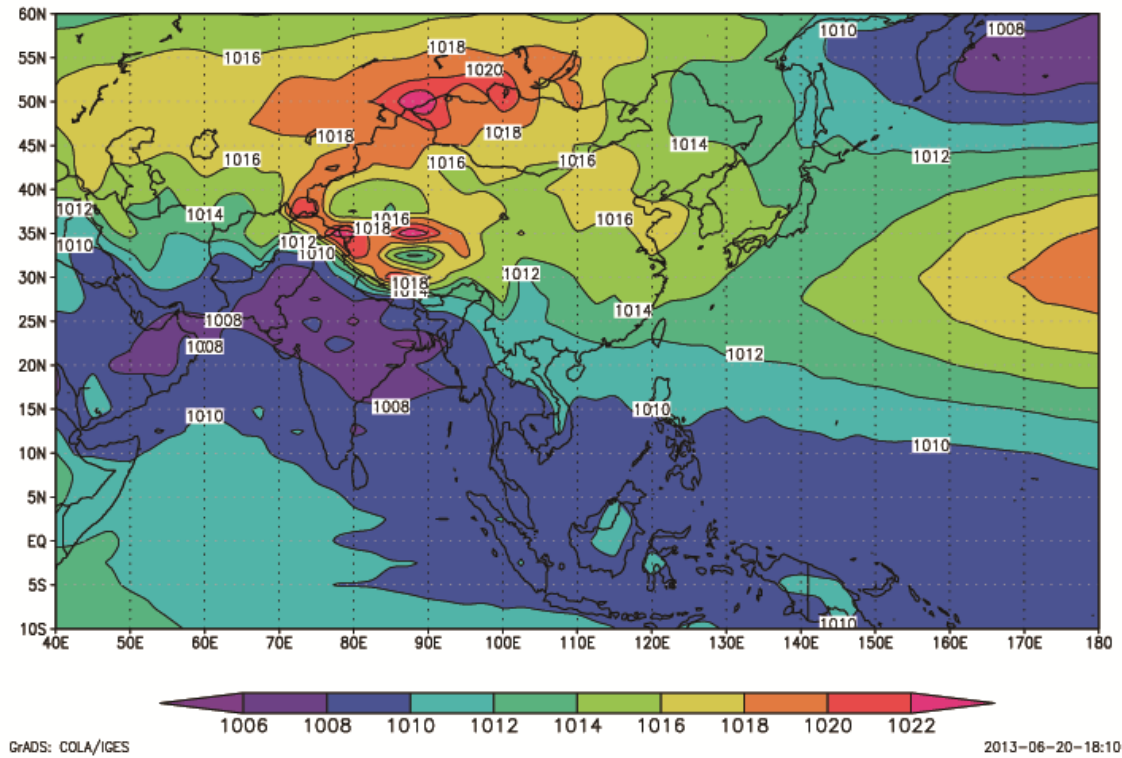 60N
55N
50N
45N
40N
35N
30N
25N
20N
15N
10N
5N
EQ
5S
10S
1010 1008
1018
1016
1020
1018 1018
1014
1016 1016 1016 1012
1012 1014 1016 1016
1018
1010 1012
1010
1012
1018
1014
1014
1008
1008 1012
1008 1010
1010 1010
1010
40E 50E 60E 70E 80E 90E 100E 110E 120E 130E 140E 150E 160E 170E 180
1006 1008 1010 1012 1014 1016 1018 1020 1022
GrADS: COLA/IGES 2013-06-20-18:10